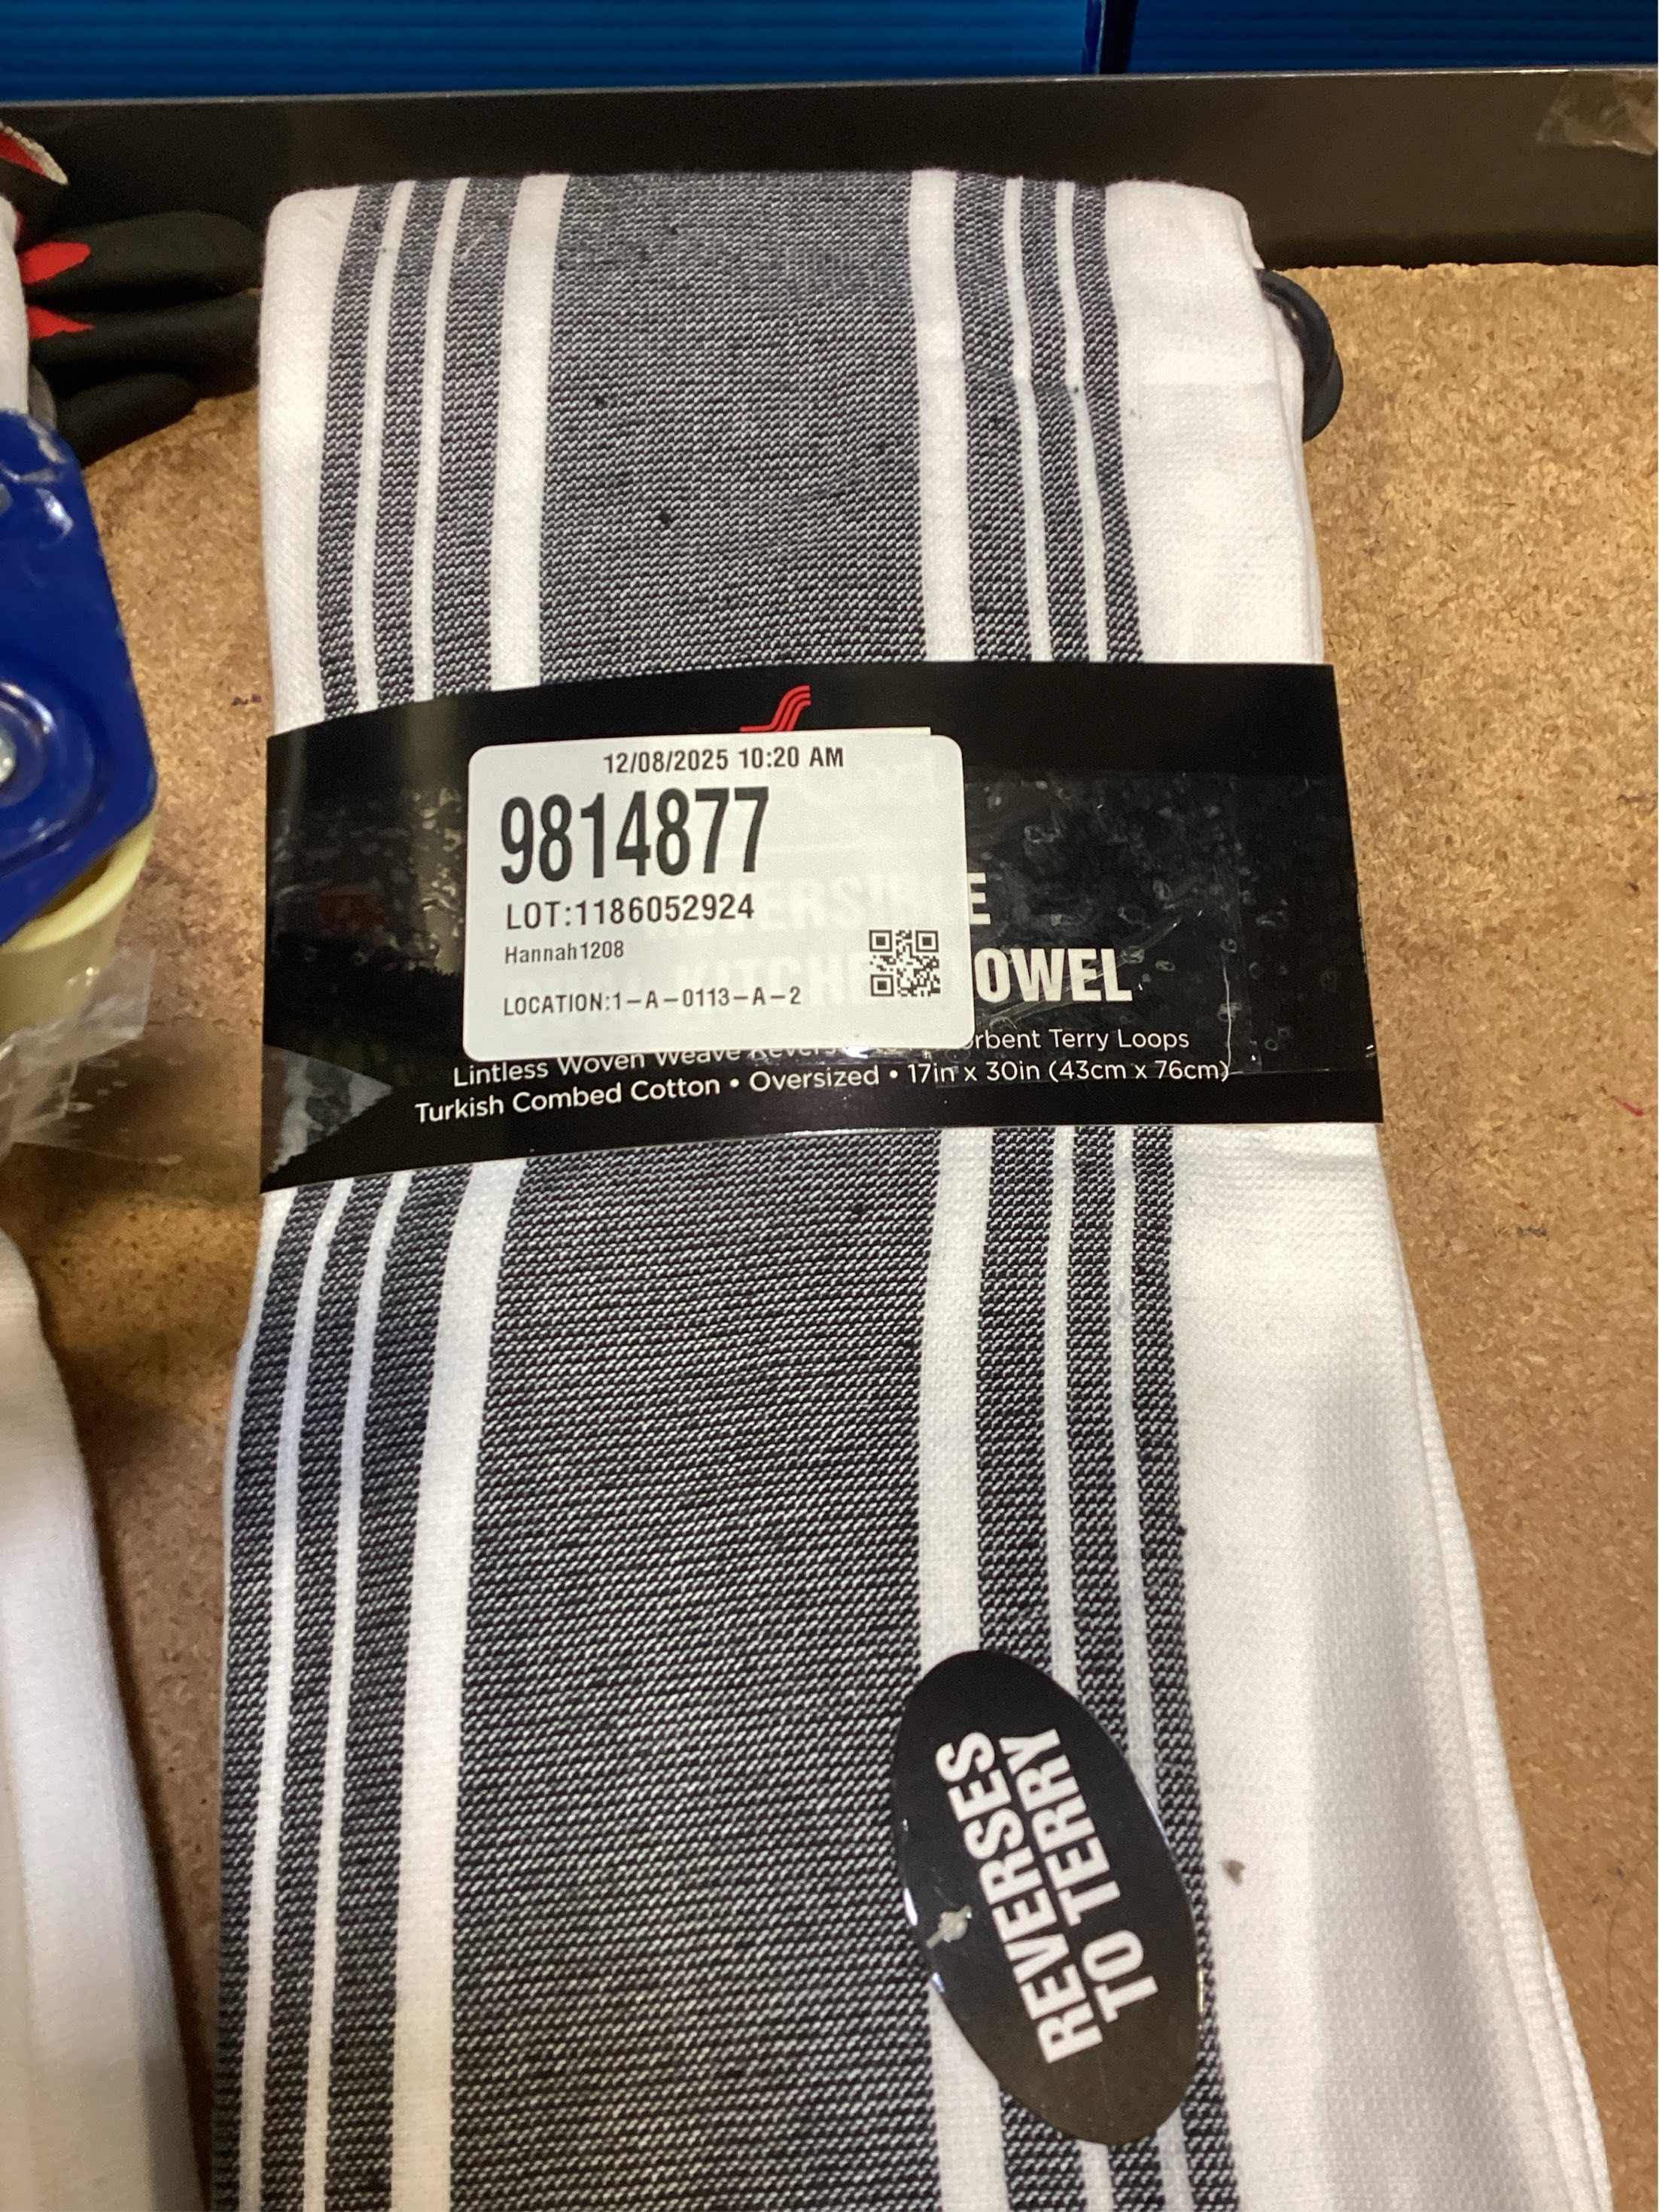 12/08/2025 10:20 AM
9814877
LOT:1186052924
Hannah1208
LOCATION:1-A-0113-A-2
OWEL
Lintless Woven Weave
Terry Loops
Turkish Combed Cotton • Oversized • 17in x 30in (43cm x 76cm)
REVERSES
TO TERRY